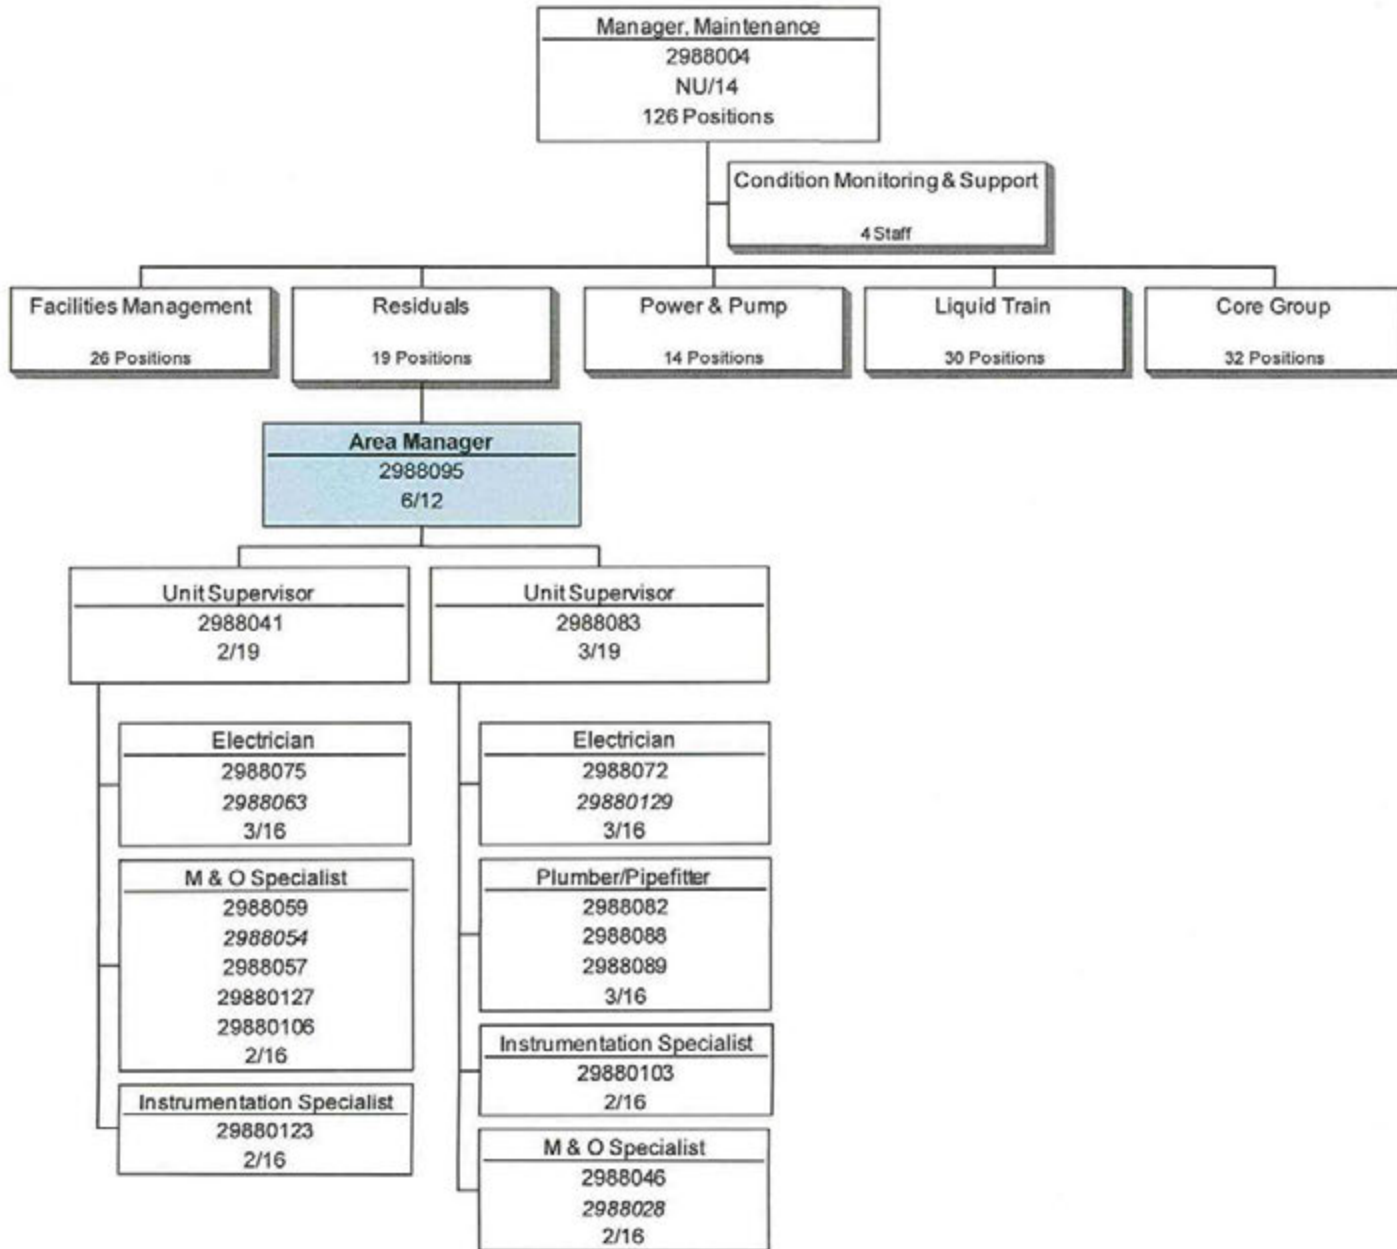 Manager, Maintenance
2988004
NU/14
126 Positions
Condition Monitoring & Support
4 Staff
Facilities Management
26 Positions
Residuals
19 Positions
Power & Pump
14 Positions
Liquid Train
30 Positions
Core Group
32 Positions
Area Manager
2988095
6/12
Unit Supervisor
2988041
2/19
Electrician
2988075
2988063
3/16
M & O Specialist
2988059
2988054
2988057
29880127
29880106
2/16
Instrumentation Specialist
29880123
2/16
Unit Supervisor
2988083
3/19
Electrician
2988072
29880129
3/16
Plumber/Pipefitter
2988082
2988088
2988089
3/16
Instrumentation Specialist
29880103
2/16
M & O Specialist
2988046
2988028
2/16